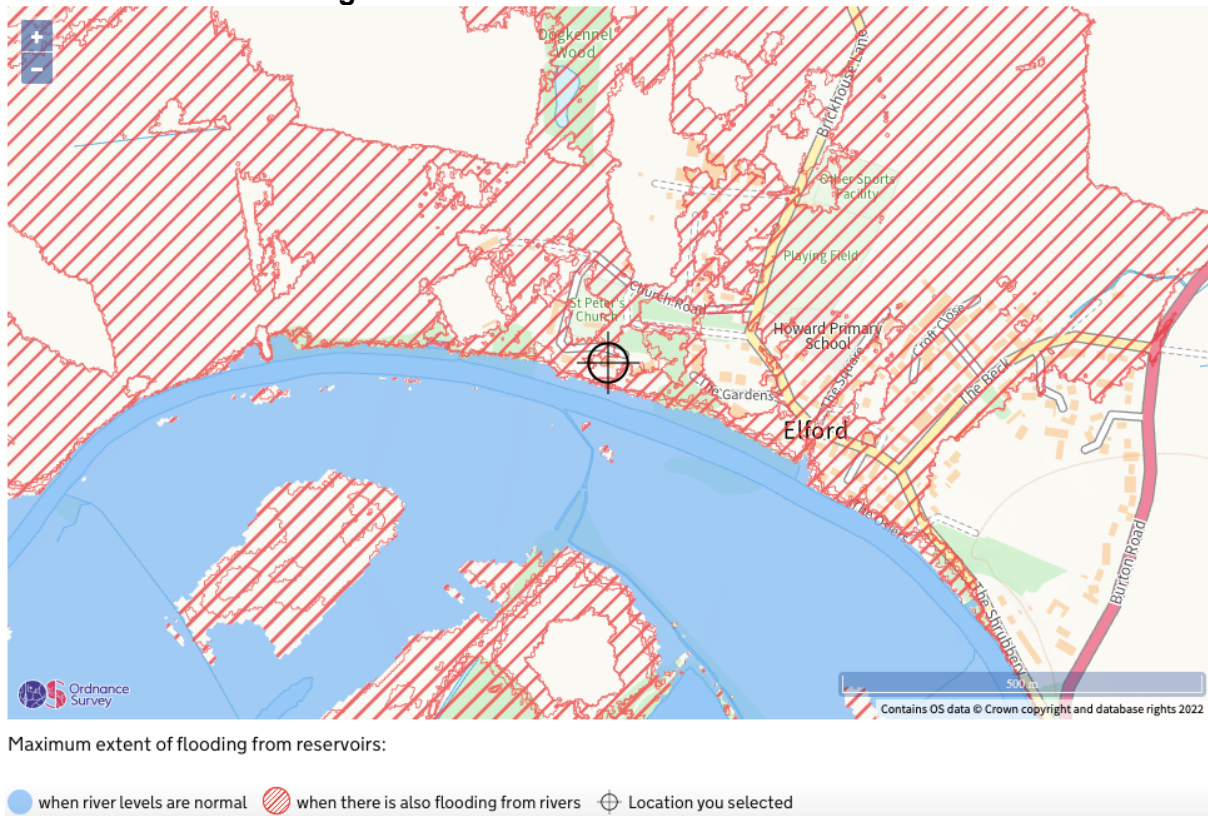 +
−
Dogkennel
Wood
Brickhouse Lane
Other Sports
Facility
Playing Field
Church Road
St Peter's
Church
Howard Primary
School
Croft Close
The Square
The Beck
The Gardens
Elford
The Osiers
The Shrubbery
Burton Road
500 m
Ordnance
Survey
Contains OS data © Crown copyright and database rights 2022
Maximum extent of flooding from reservoirs:
when river levels are normal when there is also flooding from rivers Location you selected